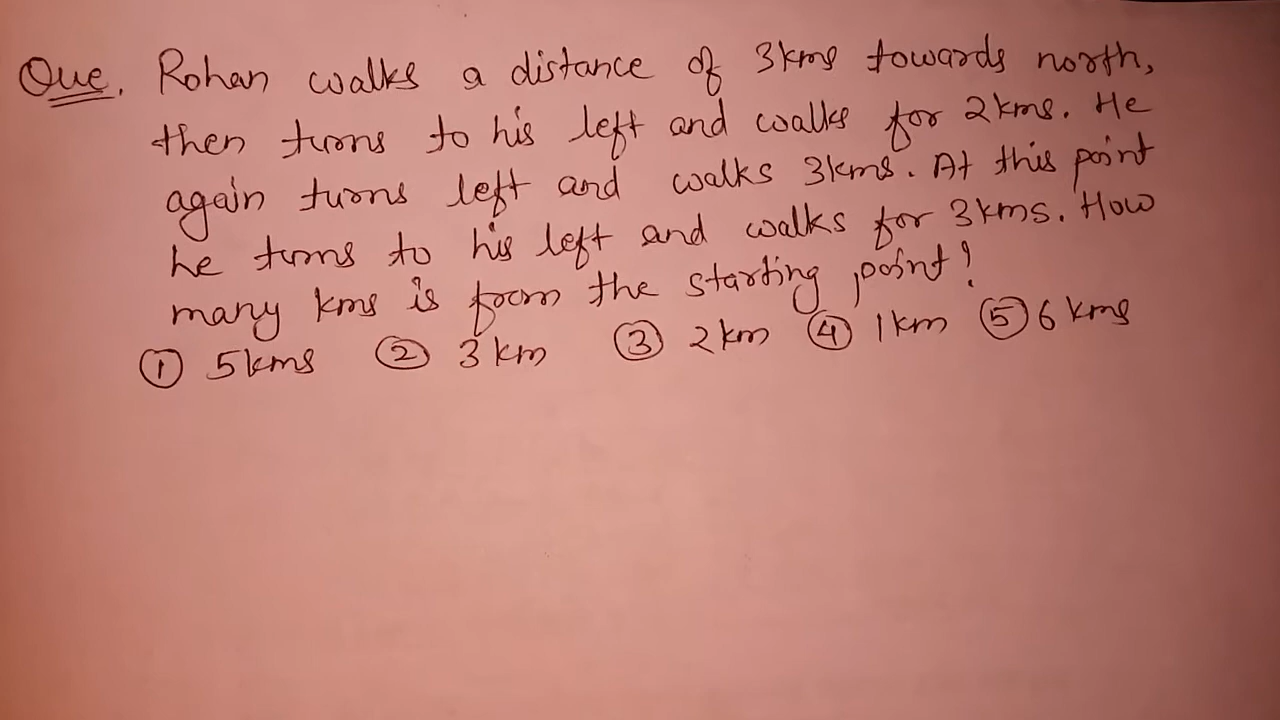 Que. Rohan walks a distance of 3kms towards north,
then turns to his left and walks for 2kms. He
again turns left and walks 3kms. At this point
he turns to his left and walks for 3kms. How
many kms is from the starting point?
① 5kms ② 3 km ③ 2 km ④ 1 km ⑤ 6 kms